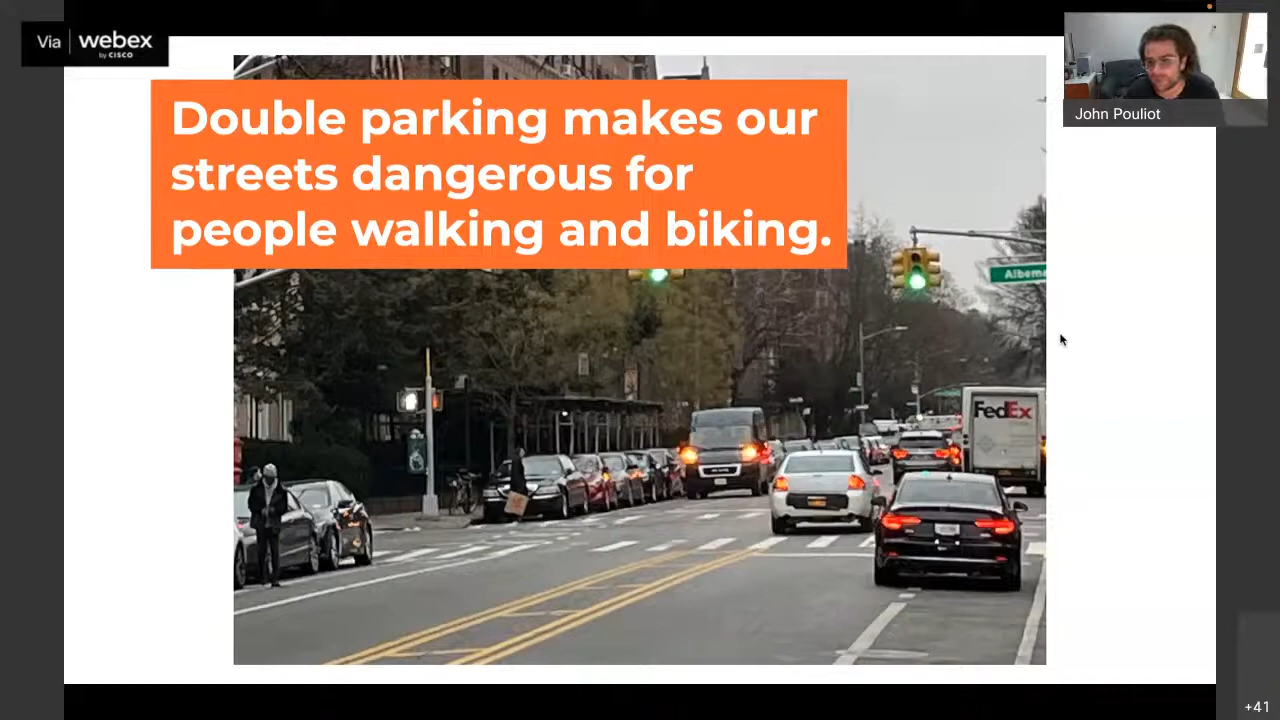 Via webex
by CISCO
John Pouliot
Double parking makes our
streets dangerous for
people walking and biking.
FedEx
+41